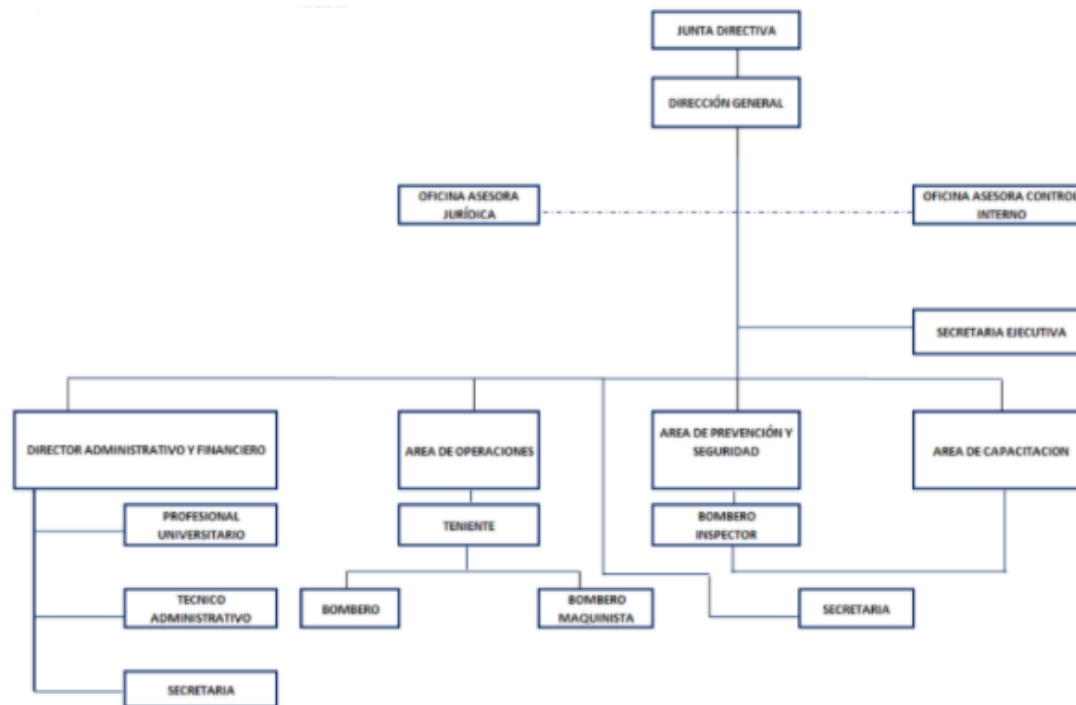 JUNTA DIRECTIVA
DIRECCIÓN GENERAL
OFICINA ASESORA
JURÍDICA
OFICINA ASESORA CONTROL
INTERNO
SECRETARIA EJECUTIVA
DIRECTOR ADMINISTRATIVO Y FINANCIERO
AREA DE OPERACIONES
AREA DE PREVENCIÓN Y
SEGURIDAD
AREA DE CAPACITACION
PROFESIONAL
UNIVERSITARIO
TENIENTE
BOMBERO
INSPECTOR
TECNICO
ADMINISTRATIVO
BOMBERO
BOMBERO
MAQUINISTA
SECRETARIA
SECRETARIA